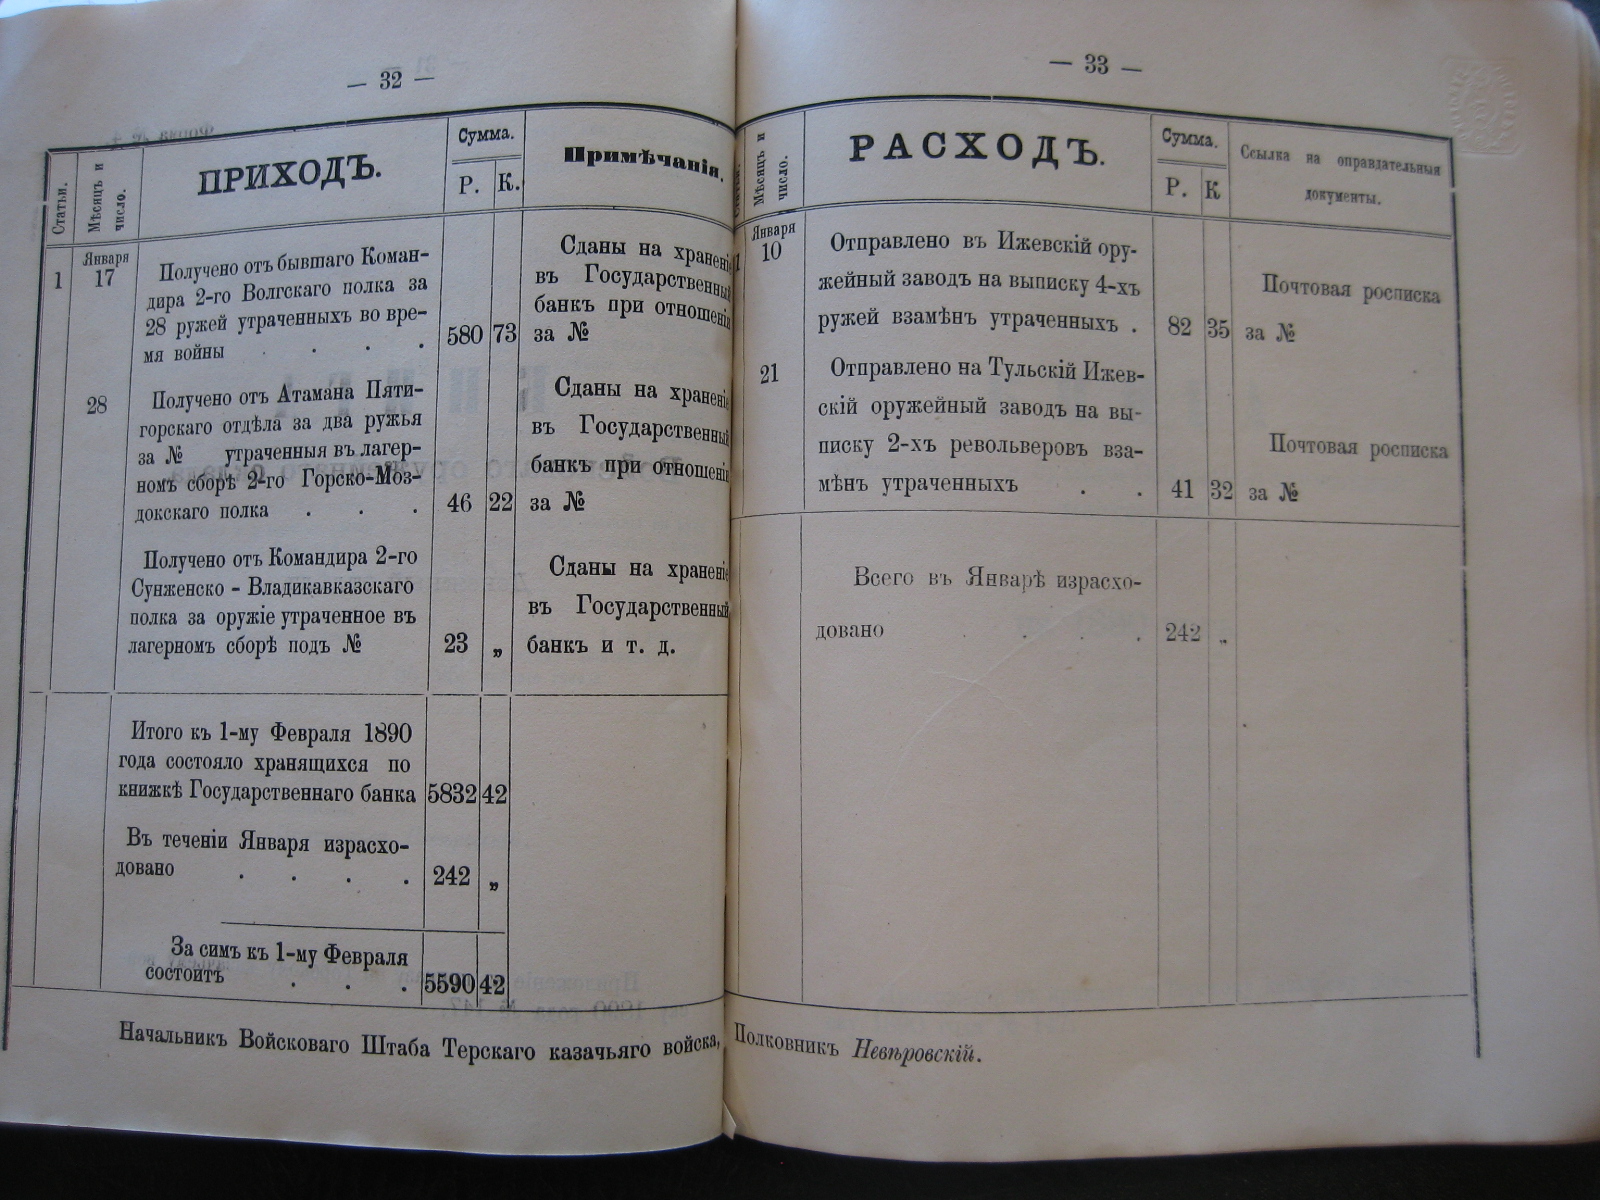 — 32 —
Статьи.
Мѣсяцъ и число.
ПРИХОДЪ.
Сумма.
Р. К.
Примѣчанія.
1
Января
17
Получено отъ бывшаго Коман-
дира 2-го Волгскаго полка за
28 ружей утраченныхъ во вре-
мя войны . . . 580 73
Сданы на храненіе
въ Государственный
банкъ при отношеніи
за №
28
Получено отъ Атамана Пяти-
горскаго отдѣла за два ружья
за № утраченныя въ лагер-
номъ сборѣ 2-го Горско-Моз-
докскаго полка . . . 46 22
Сданы на храненіе
въ Государственный
банкъ при отношеніи
за №
Получено отъ Командира 2-го
Сунженско - Владикавказскаго
полка за оружіе утраченное въ
лагерномъ сборѣ подъ № 23 „
Сданы на храненіе
въ Государственный
банкъ и т. д.
Итого къ 1-му Февраля 1890
года состояло хранящихся по
книжкѣ Государственнаго банка 5832 42
Въ теченіи Января израсхо-
довано . . . . 242 „
За симъ къ 1-му Февраля
состоитъ . . . 5590 42
Начальникъ Войсковаго Штаба Терскаго казачьяго войска,
— 33 —
Мѣсяцъ и число.
РАСХОДЪ.
Сумма.
Р. К
Ссылка на оправдательныя
документы.
1
Января
10
Отправлено въ Ижевскій ору-
жейный заводъ на выписку 4-хъ
ружей взамѣнъ утраченныхъ . 82 35
Почтовая росписка
за №
21
Отправлено на Тульскій Ижев-
скій оружейный заводъ на вы-
писку 2-хъ револьверовъ вза-
мѣнъ утраченныхъ . . 41 32
Почтовая росписка
за №
Всего въ Январѣ израсхо-
довано . . . . 242 „
Полковникъ Невѣровскій.